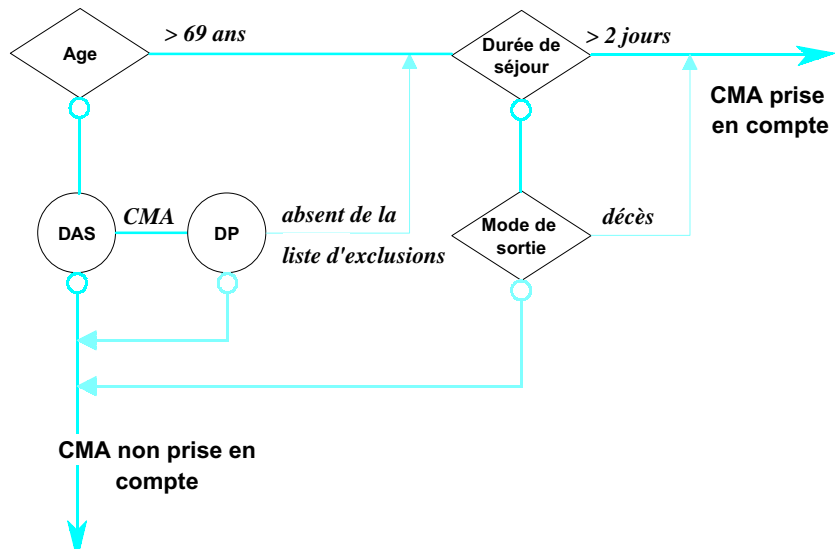 Age
> 69 ans
Durée de
séjour
> 2 jours
CMA prise
en compte
DAS
CMA
DP
absent de la
liste d'exclusions
Mode de
sortie
décès
CMA non prise en
compte